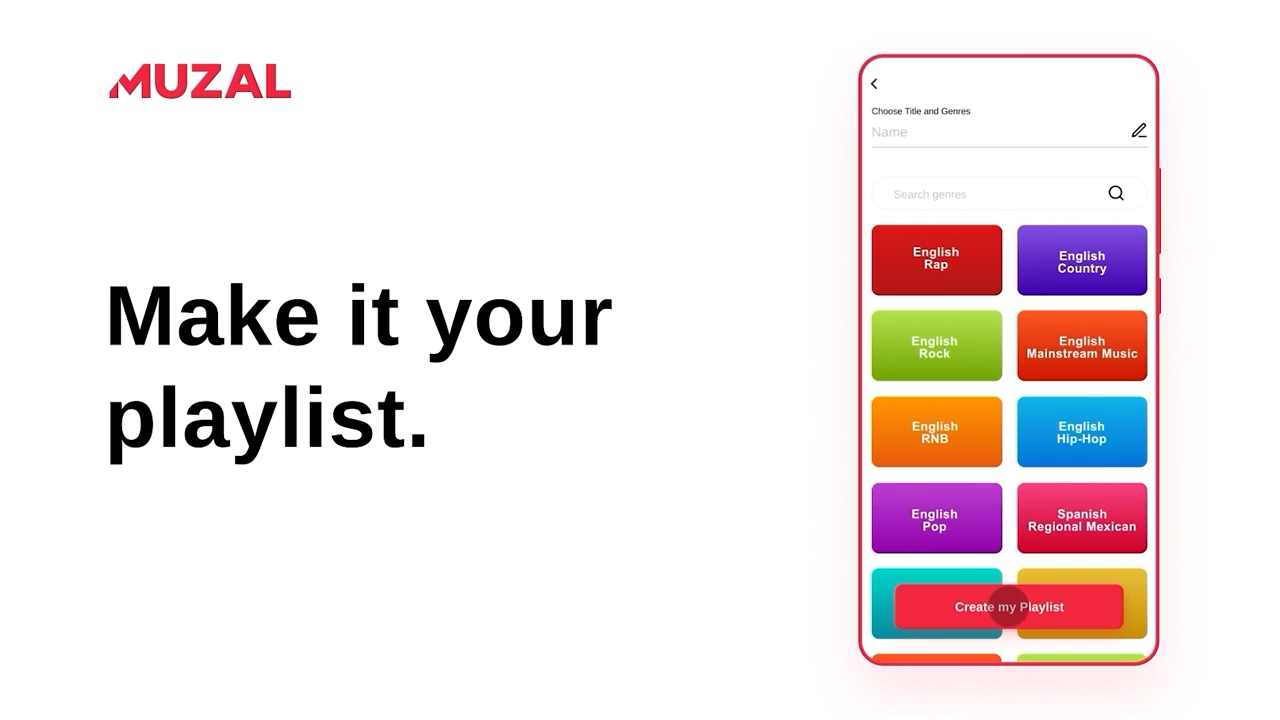 MUZAL
Make it your
playlist.
Choose Title and Genres
Name
Search genres
English
Rap
English
Country
English
Rock
English
Mainstream Music
English
RNB
English
Hip-Hop
English
Pop
Spanish
Regional Mexican
Create my Playlist